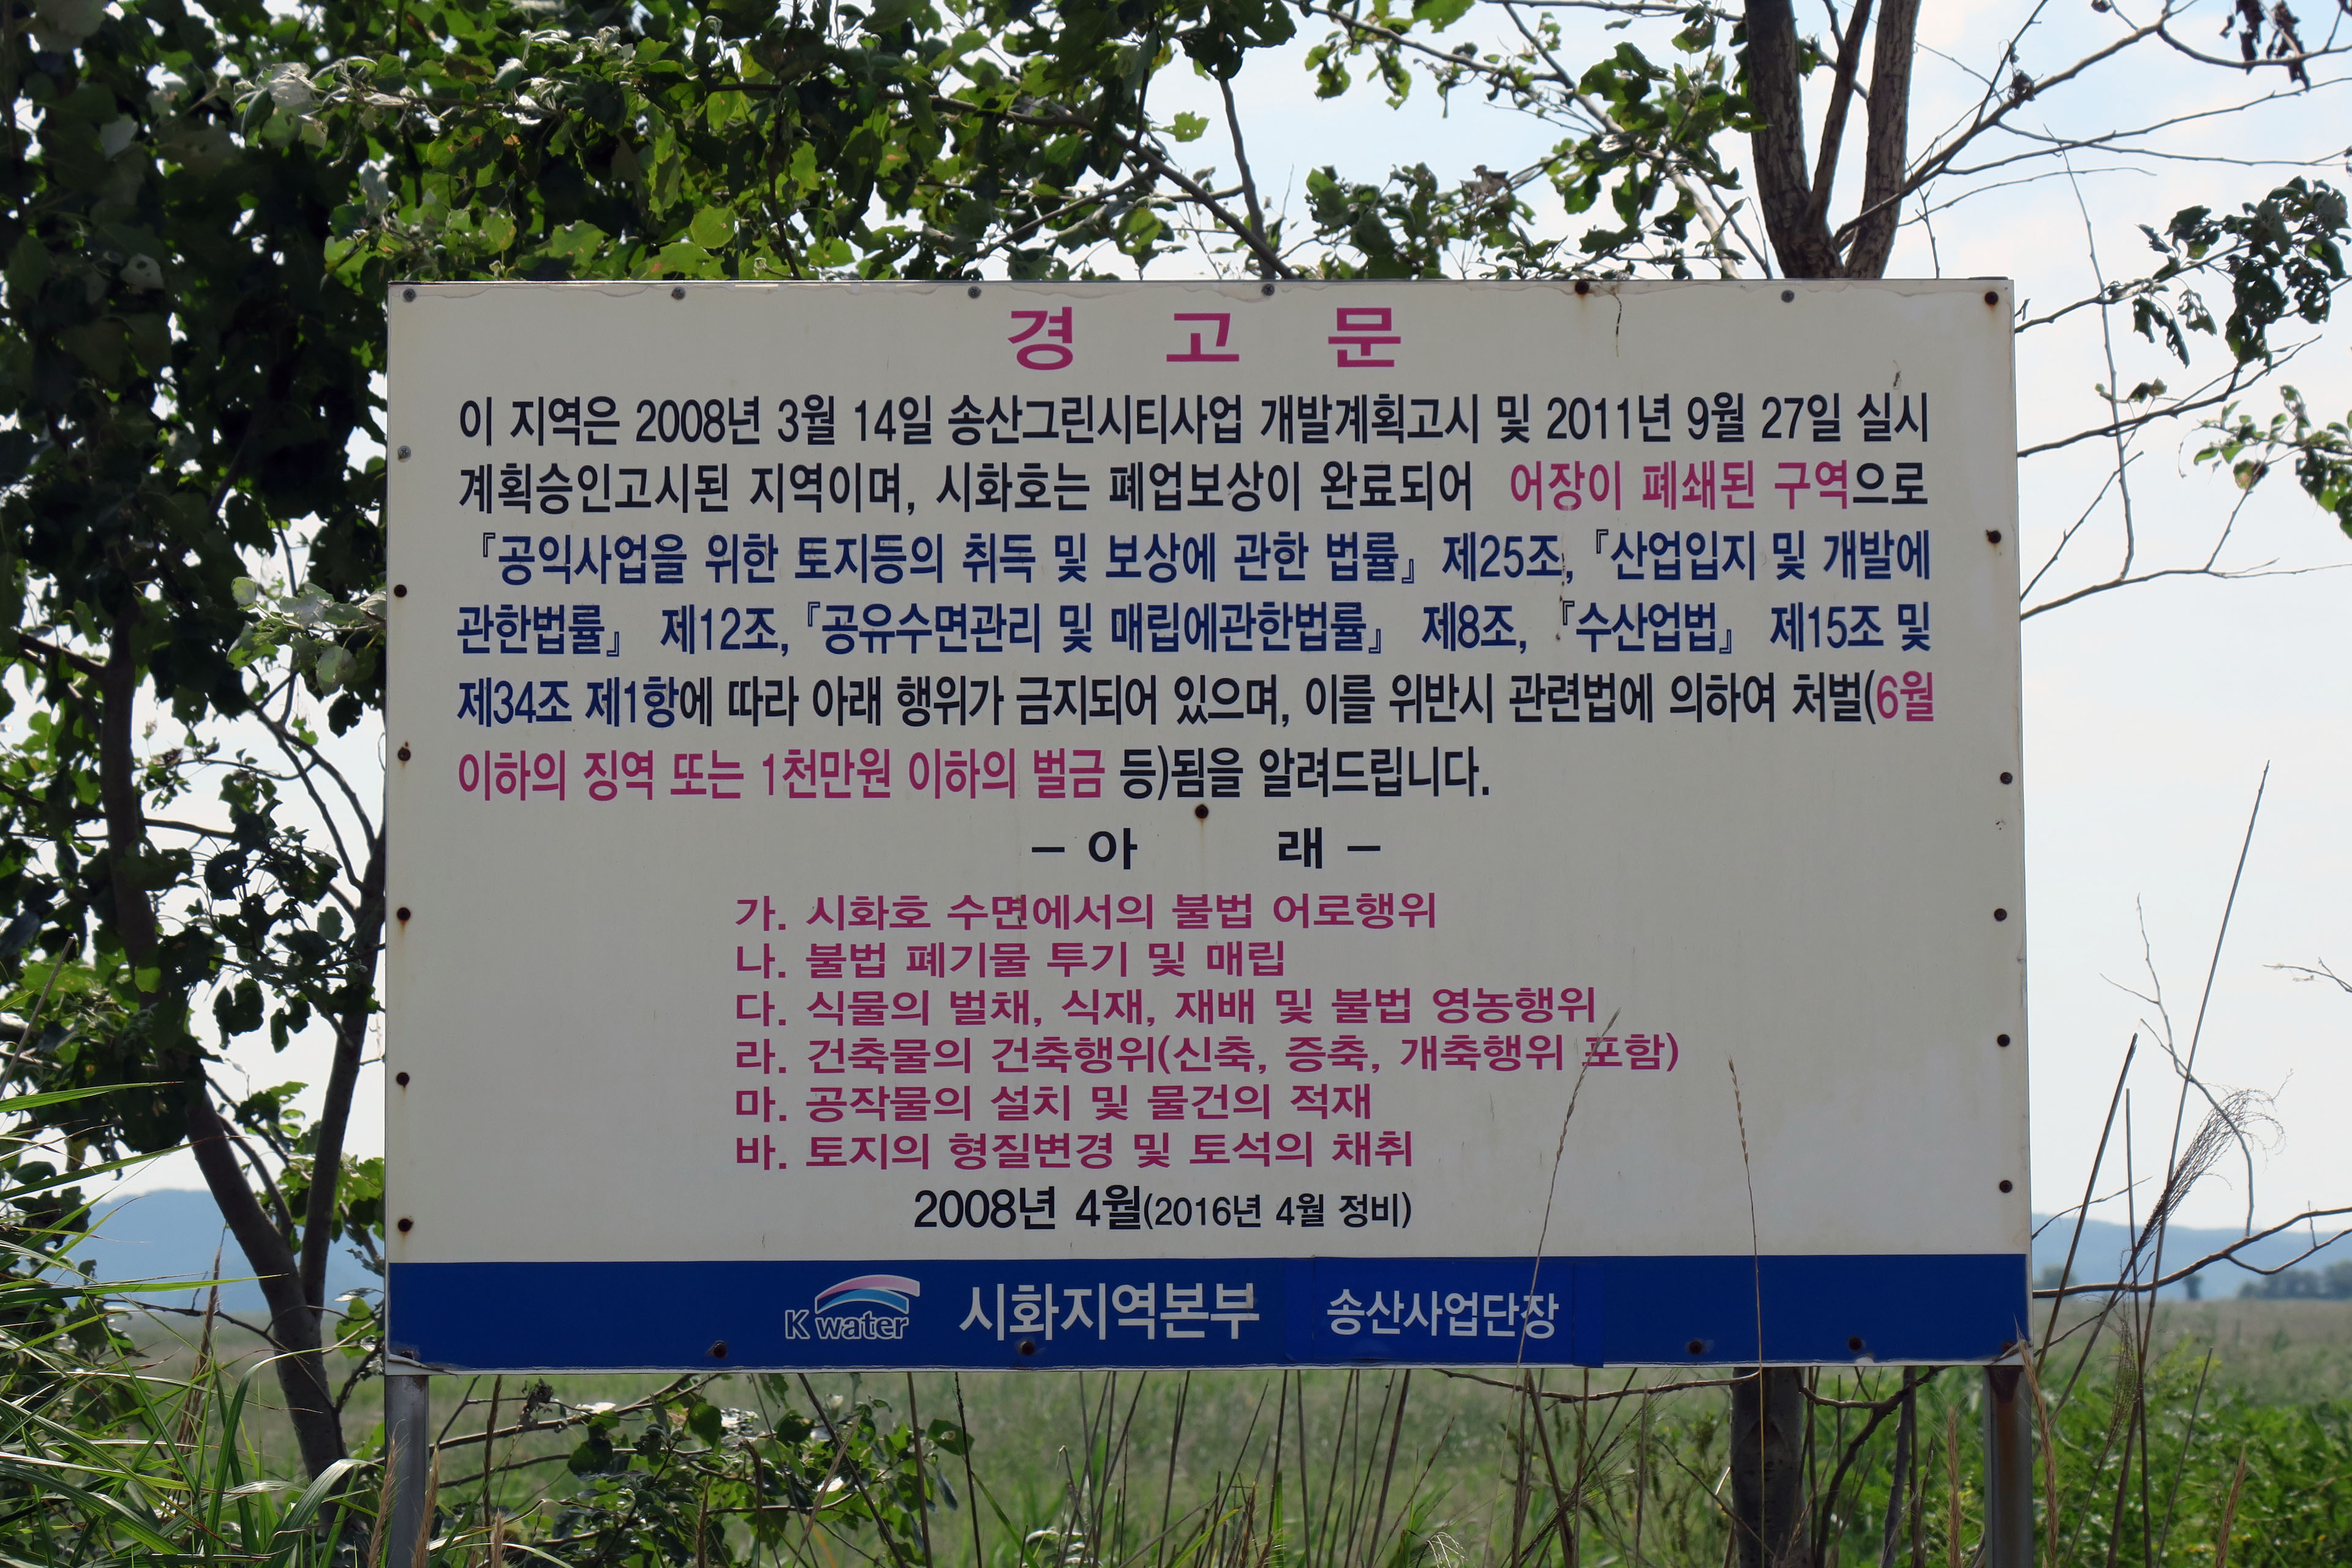 경 고 문
이 지역은 2008년 3월 14일 송산그린시티사업 개발계획고시 및 2011년 9월 27일 실시
계획승인고시된 지역이며, 시화호는 폐업보상이 완료되어 어장이 폐쇄된 구역으로
『공익사업을 위한 토지등의 취득 및 보상에 관한 법률』 제25조, 『산업입지 및 개발에
관한법률』 제12조, 『공유수면관리 및 매립에관한법률』 제8조, 『수산업법』 제15조 및
제34조 제1항에 따라 아래 행위가 금지되어 있으며, 이를 위반시 관련법에 의하여 처벌(6월
이하의 징역 또는 1천만원 이하의 벌금 등)됨을 알려드립니다.
– 아 래 –
가. 시화호 수면에서의 불법 어로행위
나. 불법 폐기물 투기 및 매립
다. 식물의 벌채, 식재, 재배 및 불법 영농행위
라. 건축물의 건축행위(신축, 증축, 개축행위 포함)
마. 공작물의 설치 및 물건의 적재
바. 토지의 형질변경 및 토석의 채취
2008년 4월(2016년 4월 정비)
K water 시화지역본부 송산사업단장